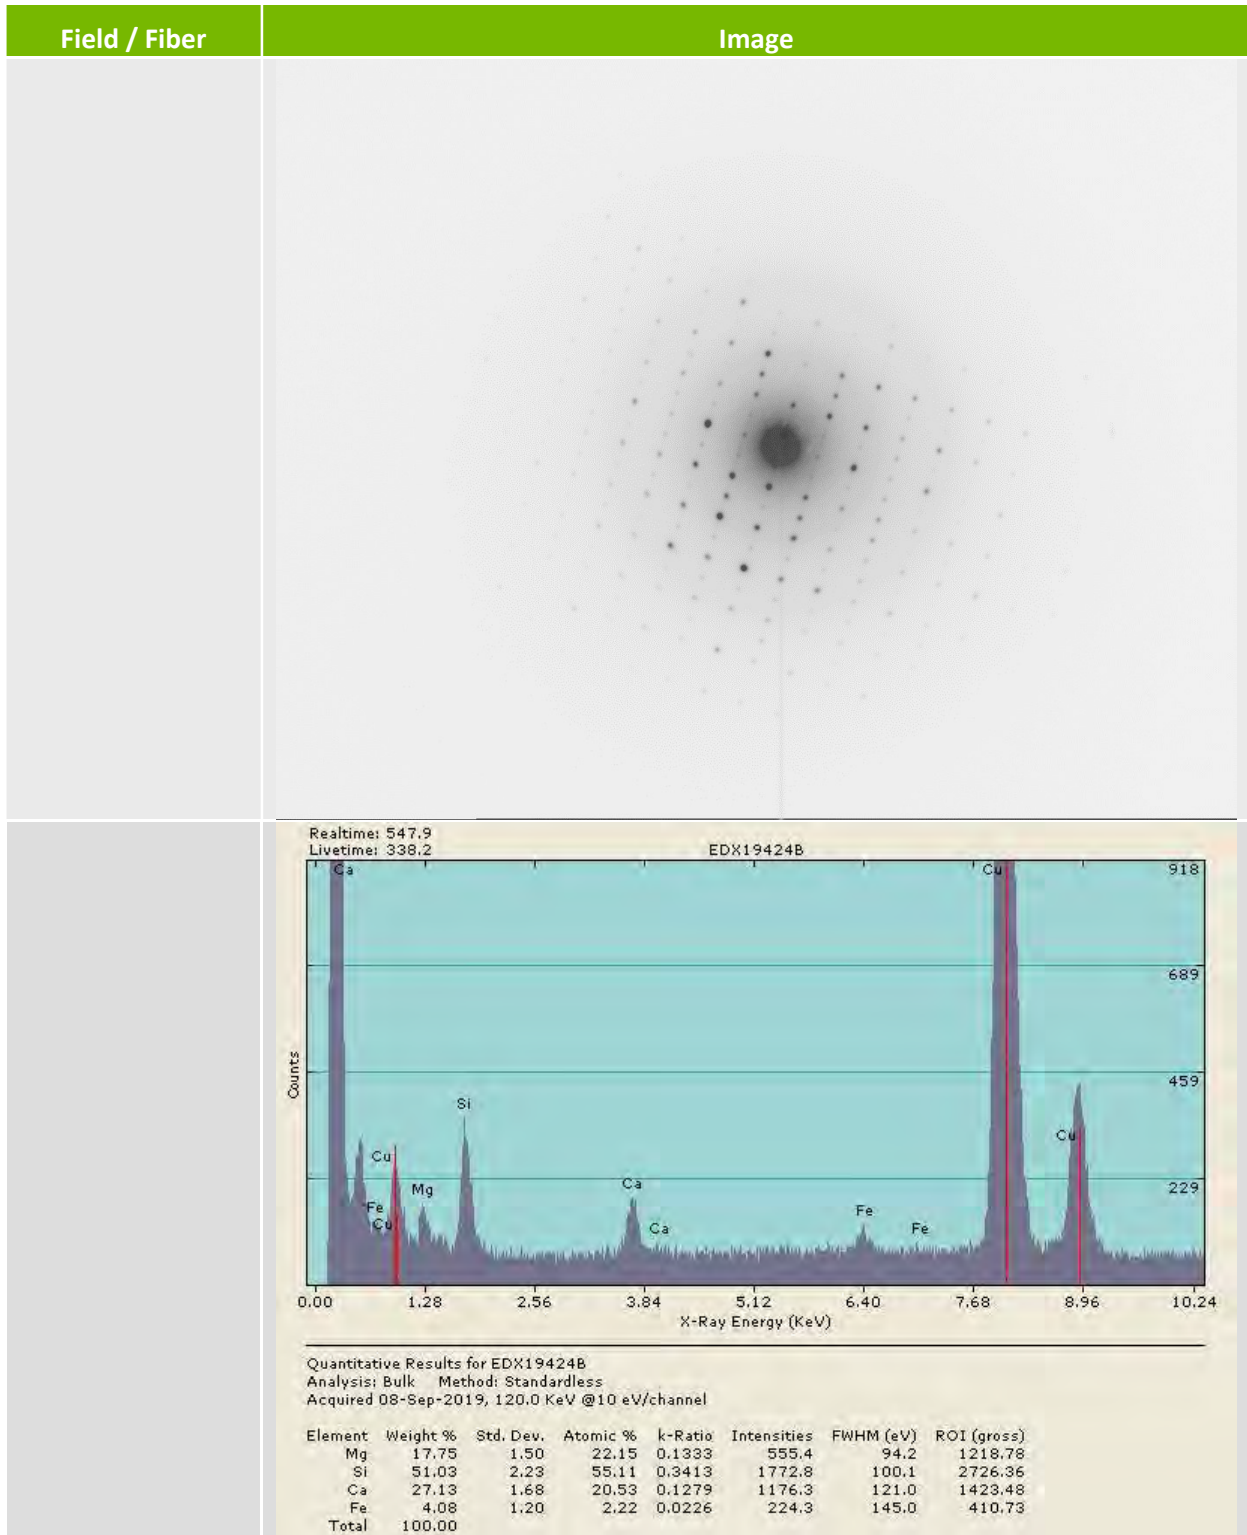 Field / Fiber Image
Realtime: 547.9
Livetime: 338.2 EDX19424B
Ca Cu 918
689
459
229
Counts
Si
Cu
Mg
Fe
Cu
Ca
Ca
Fe
Fe
Cu
0.00 1.28 2.56 3.84 5.12 6.40 7.68 8.96 10.24
X-Ray Energy (KeV)
Quantitative Results for EDX19424B
Analysis: Bulk Method: Standardless
Acquired 08-Sep-2019, 120.0 KeV @10 eV/channel
Element Weight % Std. Dev. Atomic % k-Ratio Intensities FWHM (eV) ROI (gross)
Mg 17.75 1.50 22.15 0.1333 555.4 94.2 1218.78
Si 51.03 2.23 55.11 0.3413 1772.8 100.1 2726.36
Ca 27.13 1.68 20.53 0.1279 1176.3 121.0 1423.48
Fe 4.08 1.20 2.22 0.0226 224.3 145.0 410.73
Total 100.00